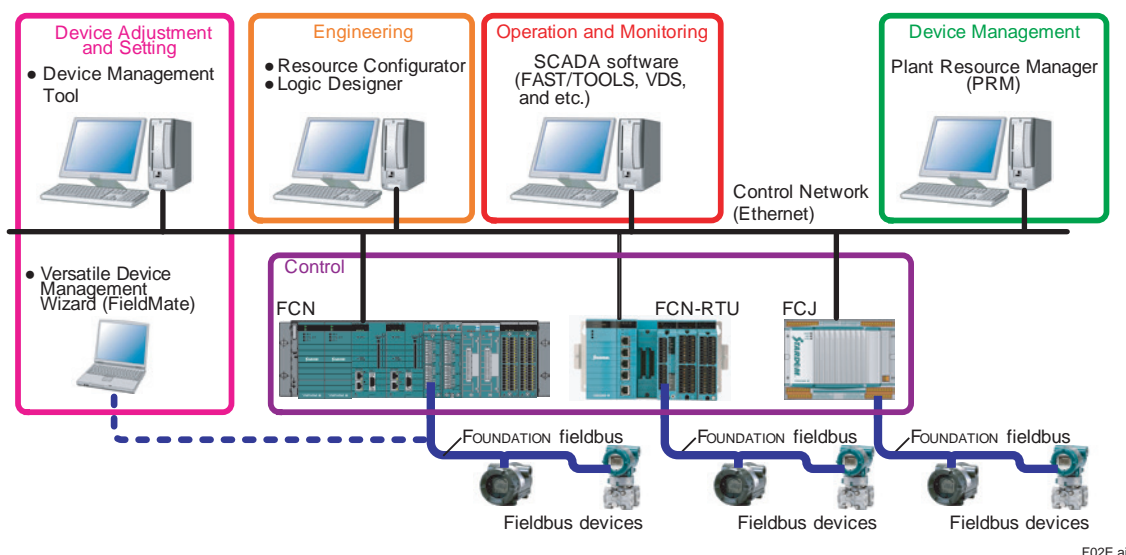 Device Adjustment
and Setting
● Device Management
Tool
Engineering
● Resource Configurator
● Logic Designer
Operation and Monitoring
SCADA software
(FAST/TOOLS, VDS,
and etc.)
Device Management
Plant Resource Manager
(PRM)
Control Network
(Ethernet)
● Versatile Device
Management
Wizard (FieldMate)
Control
FCN
FCN-RTU
FCJ
FOUNDATION fieldbus
FOUNDATION fieldbus
FOUNDATION fieldbus
Fieldbus devices
Fieldbus devices
Fieldbus devices
F02E.ai